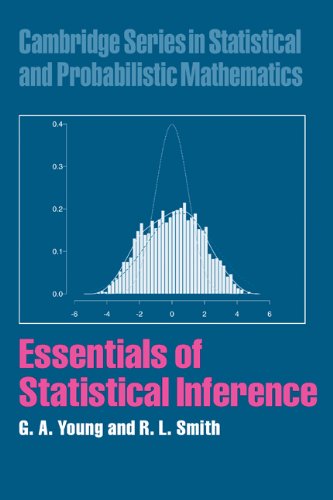 Cambridge Series in Statistical
and Probabilistic Mathematics
0.4
0.3
0.2
0.1
0.0
-6 -4 -2 0 2 4 6
Essentials of
Statistical Inference
G. A. Young and R. L. Smith